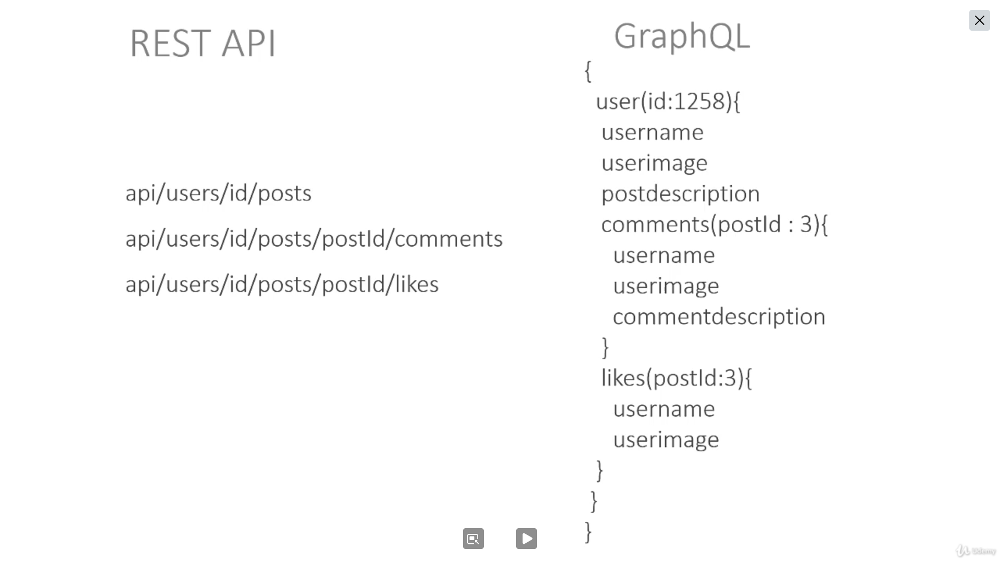 REST API
api/users/id/posts
api/users/id/posts/postId/comments
api/users/id/posts/postId/likes
GraphQL
{
user(id:1258){
username
userimage
postdescription
comments(postId : 3){
username
userimage
commentdescription
}
likes(postId:3){
username
userimage
}
}
}
Udemy